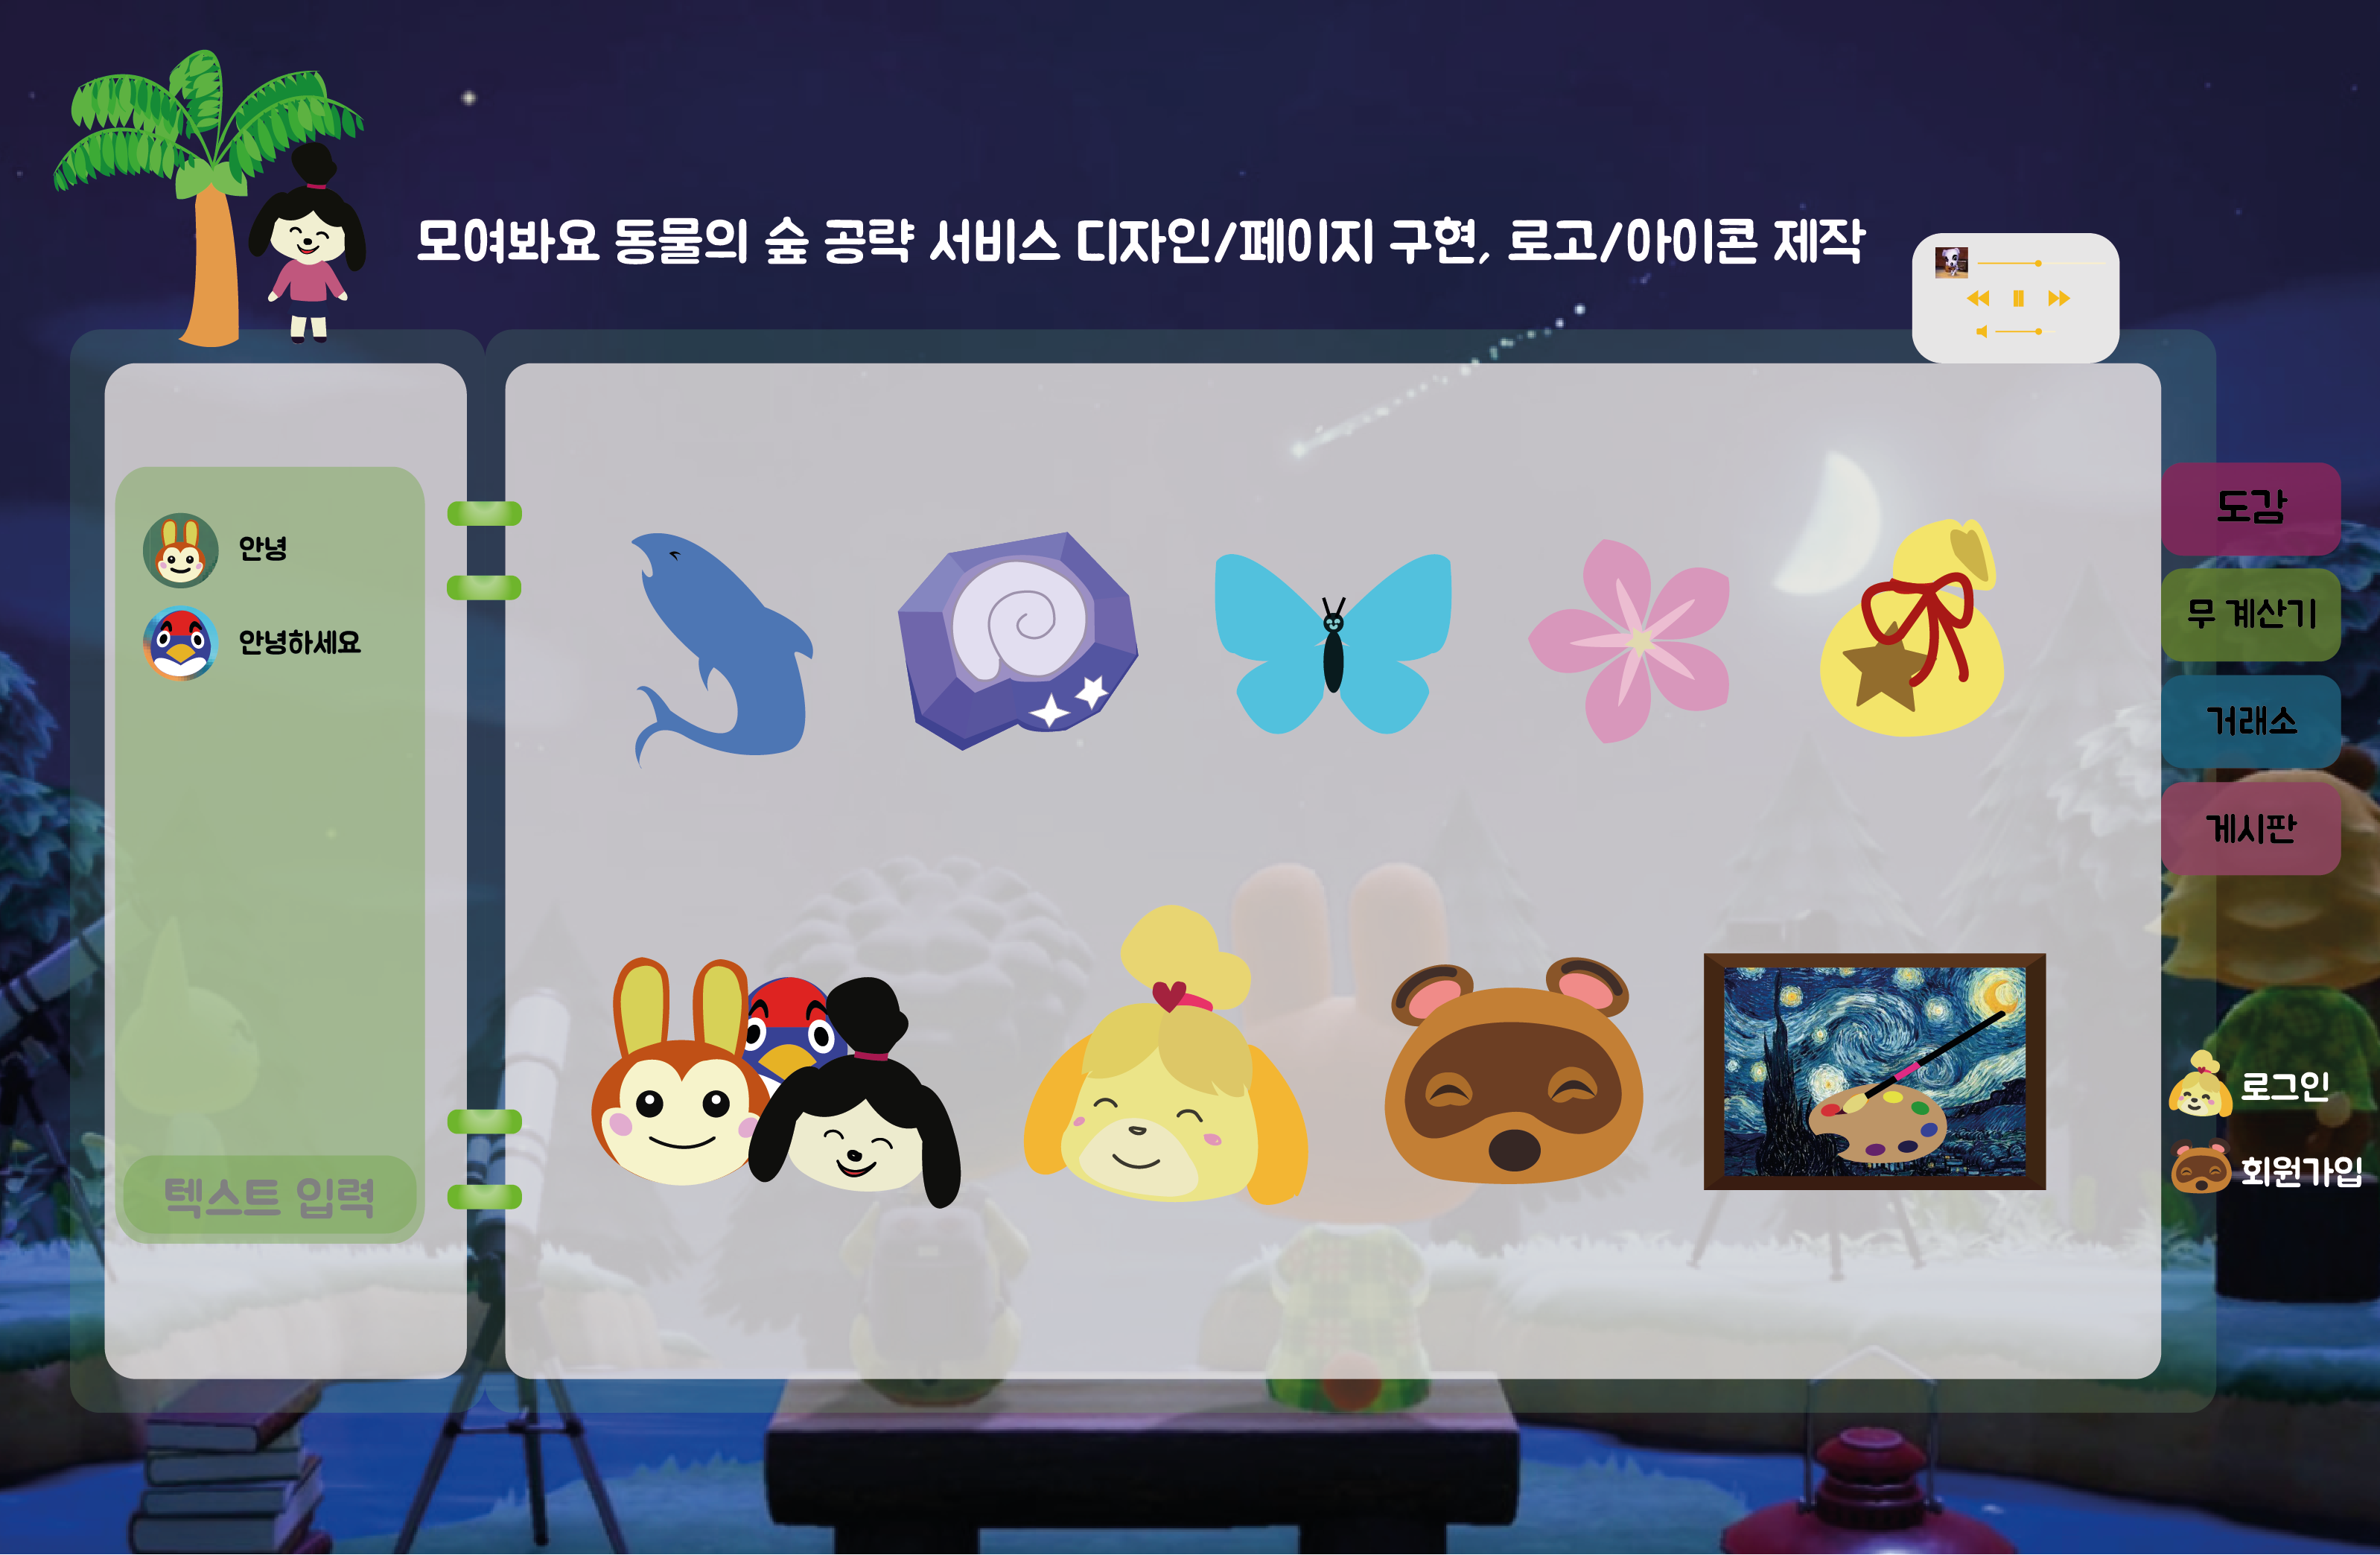 모여봐요 동물의 숲 공략 서비스 디자인/페이지 구현, 로고/아이콘 제작
안녕
안녕하세요
텍스트 입력
도감
무 계산기
거래소
게시판
로그인
회원가입